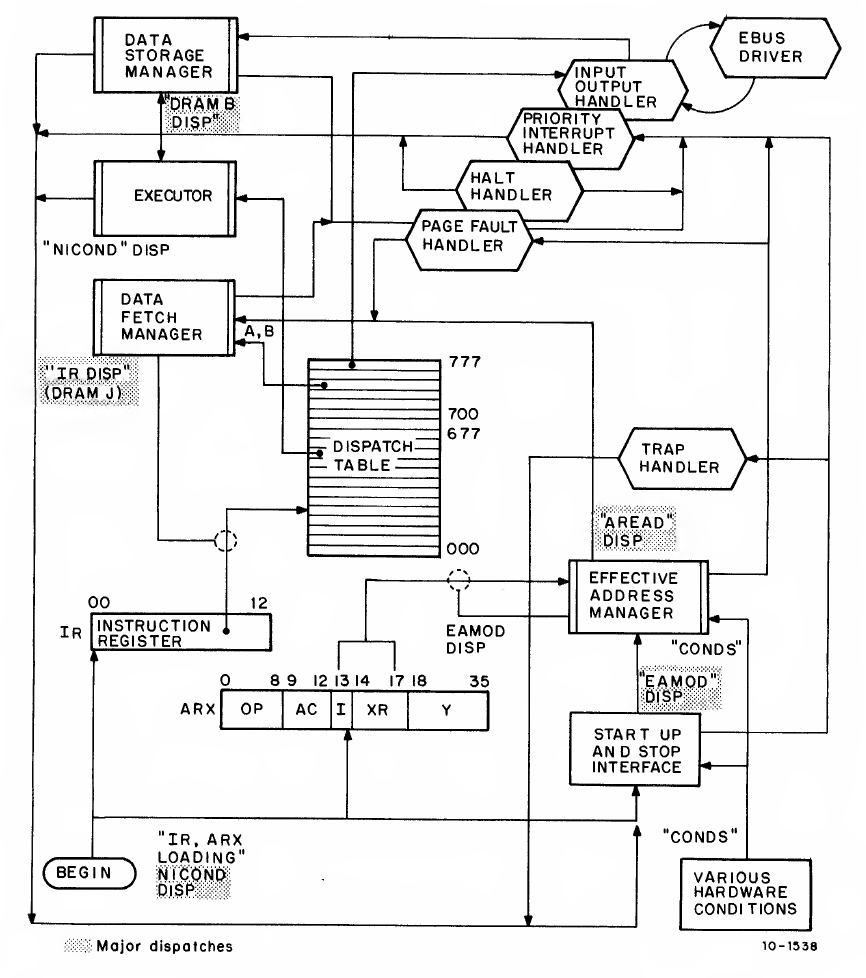 DATA
STORAGE
MANAGER
"DRAM B
DISP"
EBUS
DRIVER
INPUT
OUTPUT
HANDLER
PRIORITY
INTERRUPT
HANDLER
HALT
HANDLER
PAGE FAULT
HANDLER
EXECUTOR
"NICOND" DISP
DATA
FETCH
MANAGER
A, B
"IR DISP"
(DRAM J)
777
700
677
DISPATCH
TABLE
000
TRAP
HANDLER
"AREAD"
DISP
EFFECTIVE
ADDRESS
MANAGER
"CONDS"
EAMOD
DISP
00 12
IR
INSTRUCTION
REGISTER
"EAMOD"
DISP
0 8 9 12 13 14 17 18 35
ARX OP AC I XR Y
START UP
AND STOP
INTERFACE
"CONDS"
"IR, ARX
LOADING"
NICOND
DISP
BEGIN
VARIOUS
HARDWARE
CONDITIONS
Major dispatches
10-1538